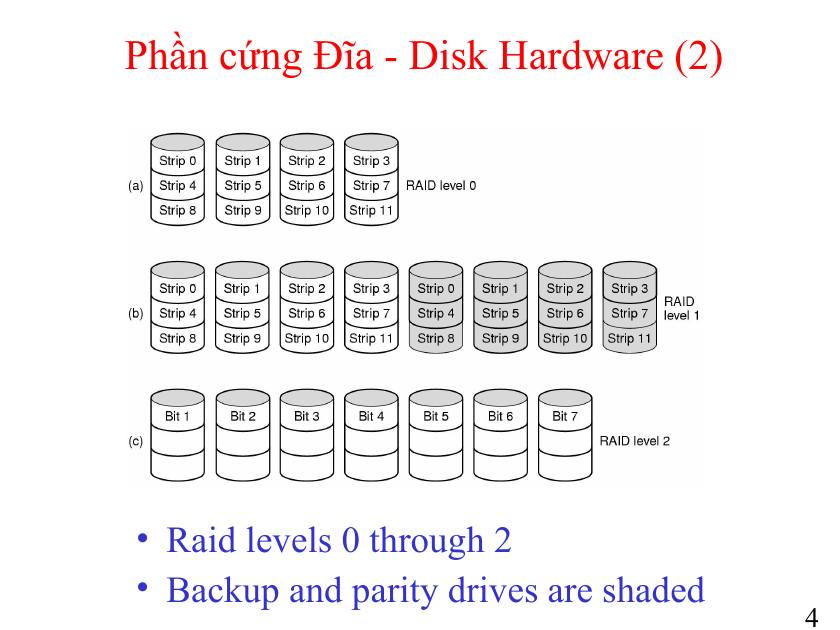 Phần cứng Đĩa - Disk Hardware (2)
Strip 0 Strip 1 Strip 2 Strip 3
(a) Strip 4 Strip 5 Strip 6 Strip 7 RAID level 0
Strip 8 Strip 9 Strip 10 Strip 11
Strip 0 Strip 1 Strip 2 Strip 3 Strip 0 Strip 1 Strip 2 Strip 3
(b) Strip 4 Strip 5 Strip 6 Strip 7 Strip 4 Strip 5 Strip 6 Strip 7 RAID level 1
Strip 8 Strip 9 Strip 10 Strip 11 Strip 8 Strip 9 Strip 10 Strip 11
Bit 1 Bit 2 Bit 3 Bit 4 Bit 5 Bit 6 Bit 7
(c) RAID level 2
• Raid levels 0 through 2
• Backup and parity drives are shaded
4